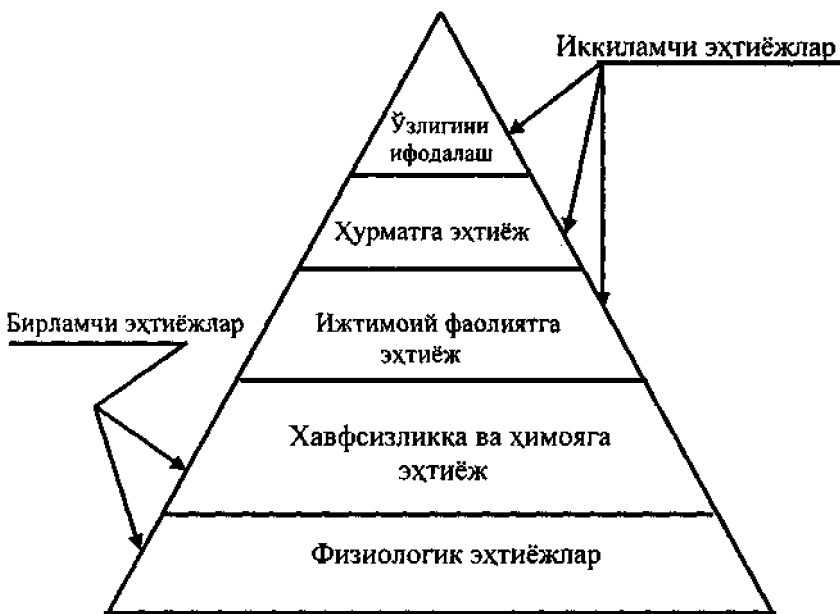 Иккиламчи эҳтиёжлар
Ўзлигини
ифодалаш
Ҳурматга эҳтиёж
Бирламчи эҳтиёжлар
Ижтимоий фаолиятга
эҳтиёж
Хавфсизликка ва ҳимояга
эҳтиёж
Физиологик эҳтиёжлар